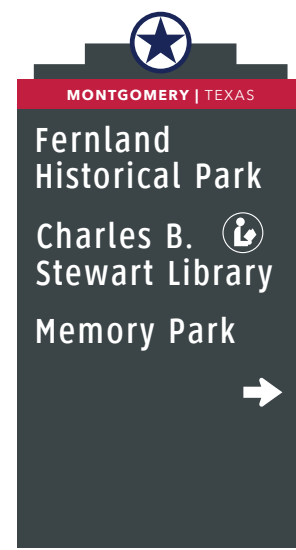 MONTGOMERY | TEXAS
Fernland
Historical Park
Charles B.
Stewart Library
Memory Park